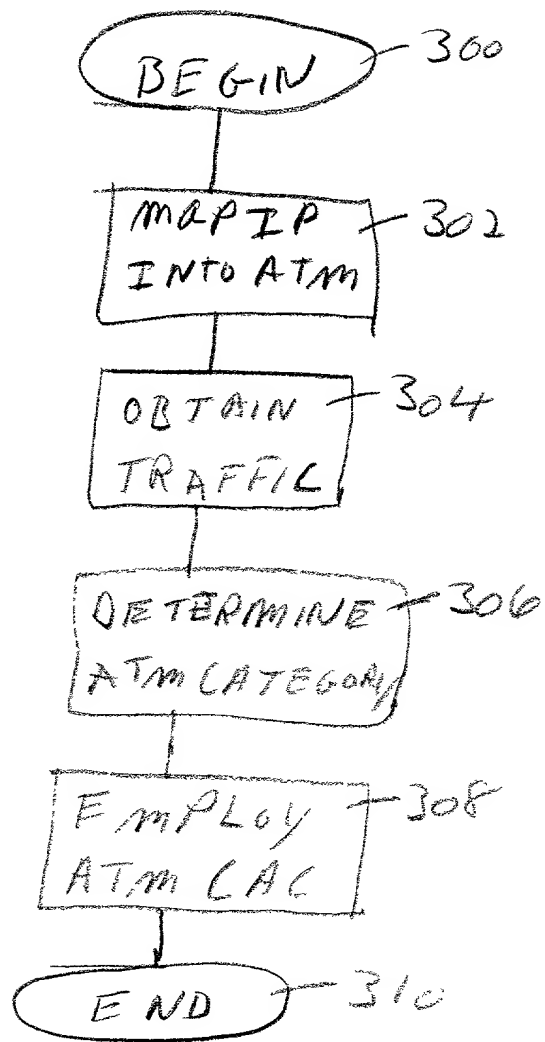 BEGIN 300
MAP IP 302
INTO ATM
OBTAIN 304
TRAFFIC
DETERMINE 306
ATM CATEGORY
EMPLOY 308
ATM CAC
END 310